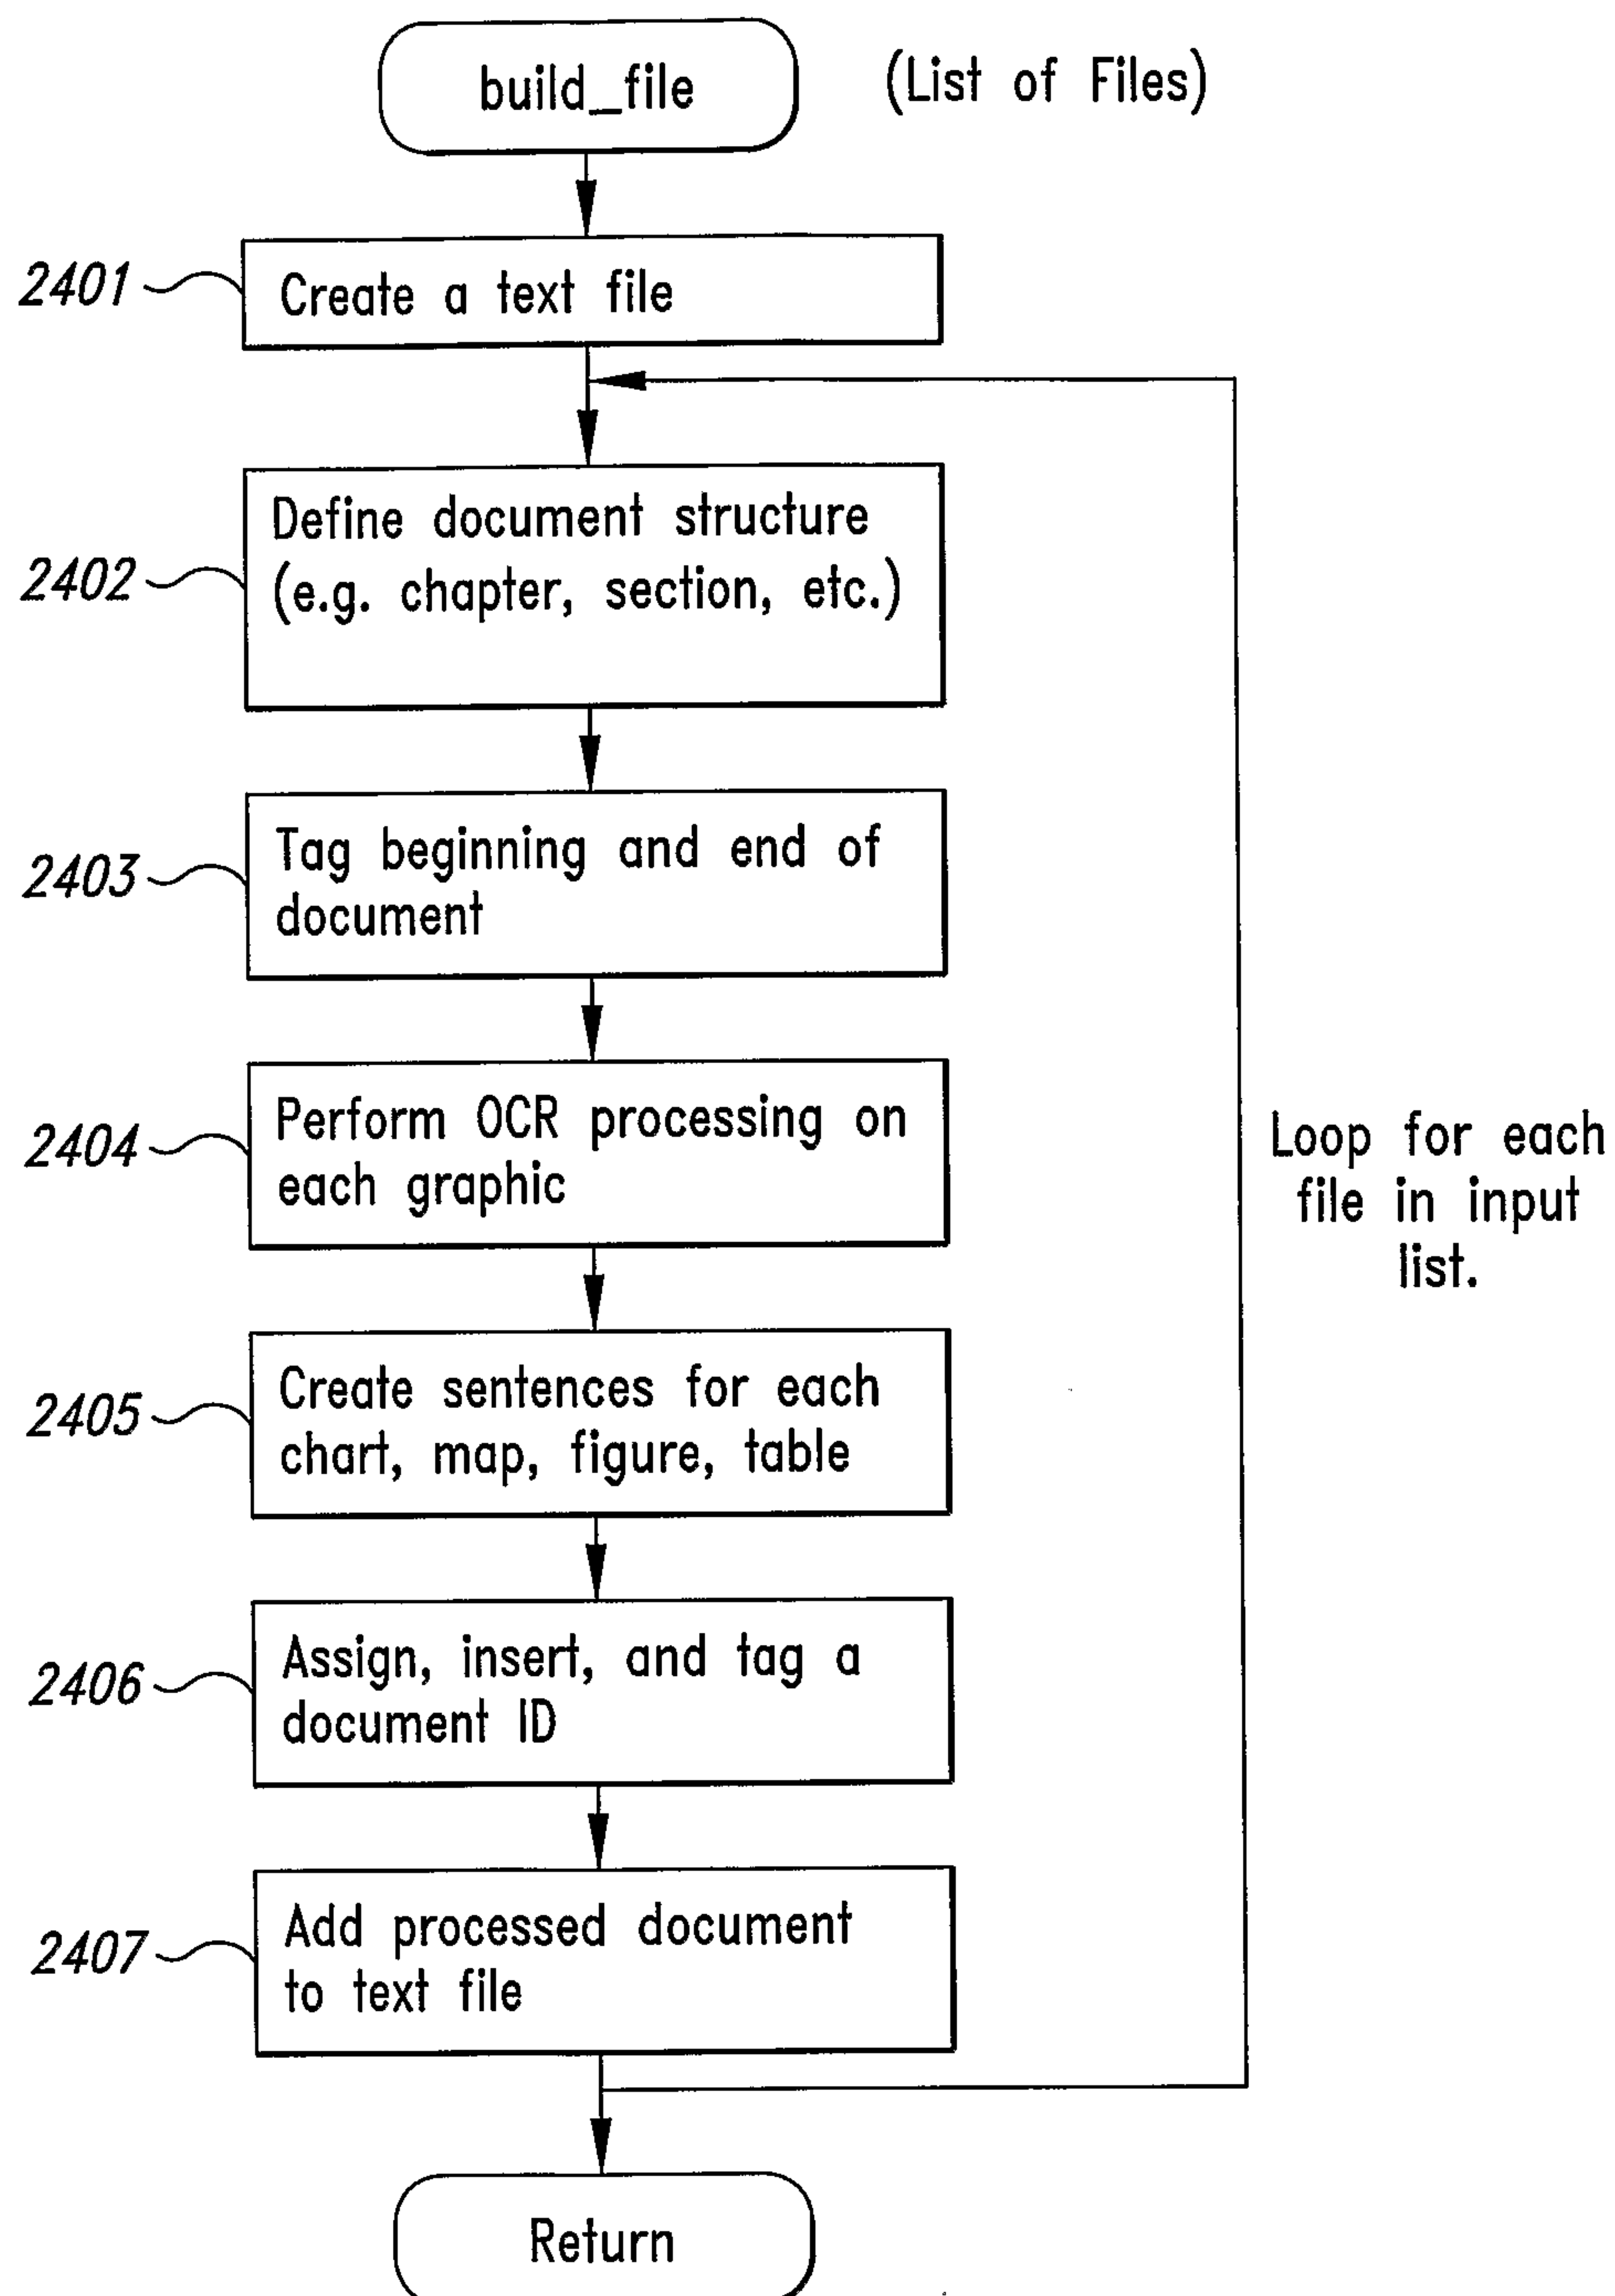 build_file (List of Files)
2401 Create a text file
Define document structure
2402 (e.g. chapter, section, etc.)
Tag beginning and end of
2403 document
Perform OCR processing on
2404 each graphic
Loop for each
file in input
list.
Create sentences for each
2405 chart, map, figure, table
Assign, insert, and tag a
2406 document ID
Add processed document
2407 to text file
Return